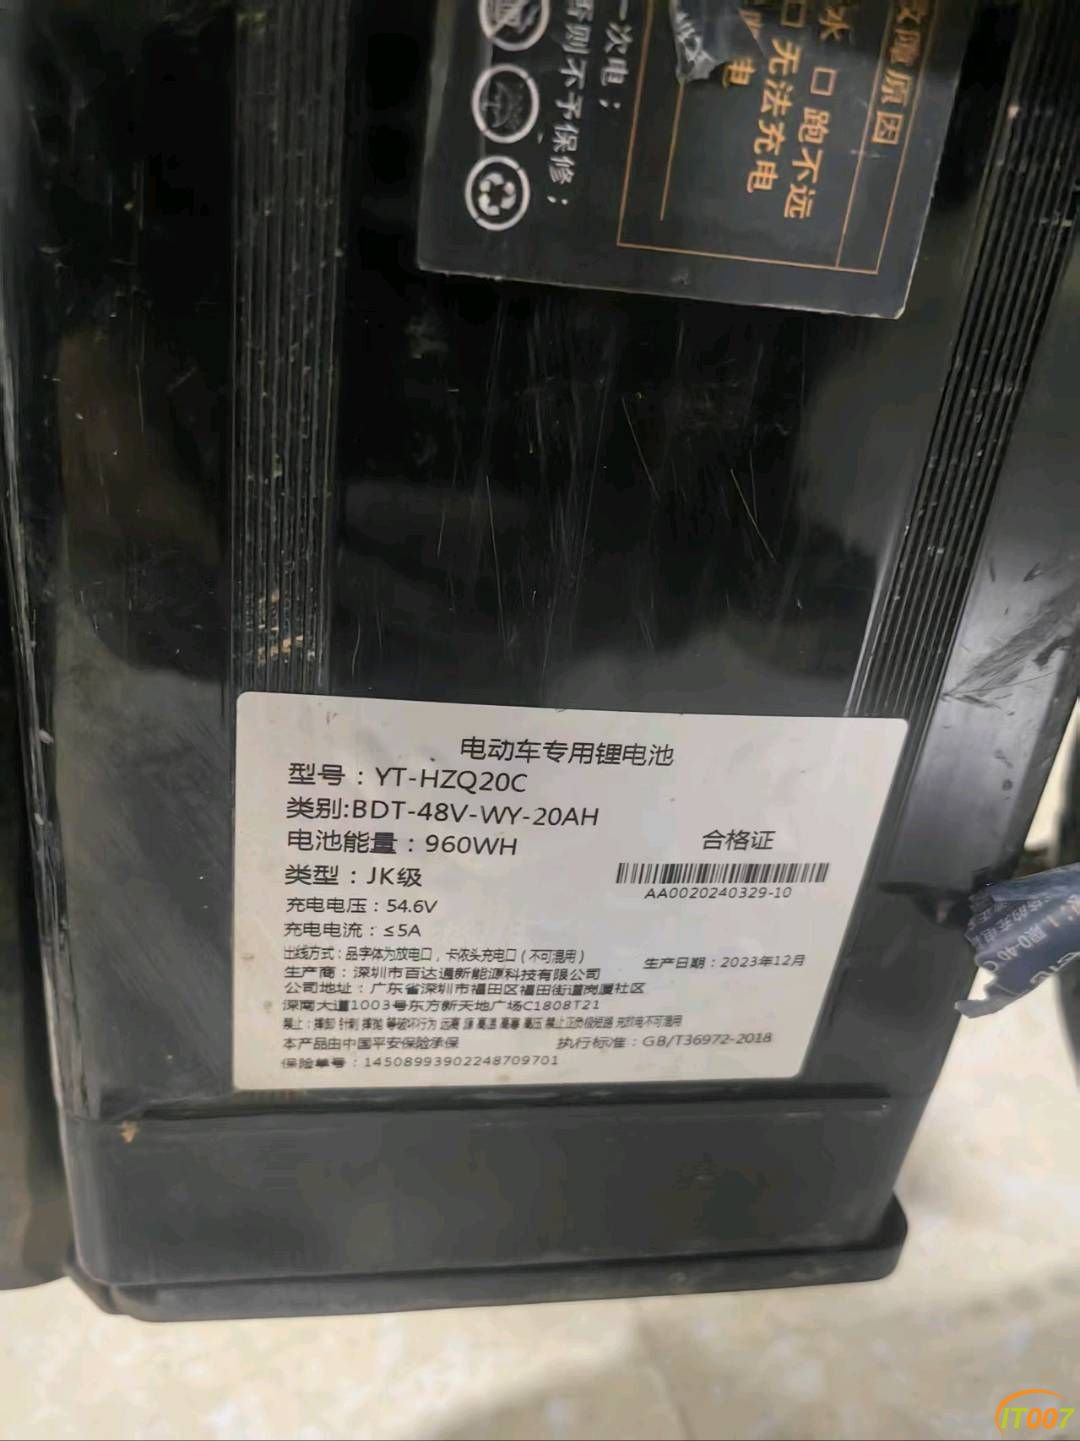 故障原因
口 跑不远
口 无法充电
电
一次电；
否则不予保修；
电动车专用锂电池
型号：YT-HZQ20C
类别:BDT-48V-WY-20AH
电池能量：960WH
类型：JK级
合格证
AA0020240329-10
充电电压：54.6V
充电电流：≤5A
出线方式：品字体为放电口，卡侬头充电口（不可混用）
生产商：深圳市百达通新能源科技有限公司
生产日期：2023年12月
公司地址：广东省深圳市福田区福田街道岗厦社区
深南大道1003号东方新天地广场C1808T21
本产品由中国平安保险承保
执行标准：GB/T36972-2018
保险单号：14508993902248709701
IT007